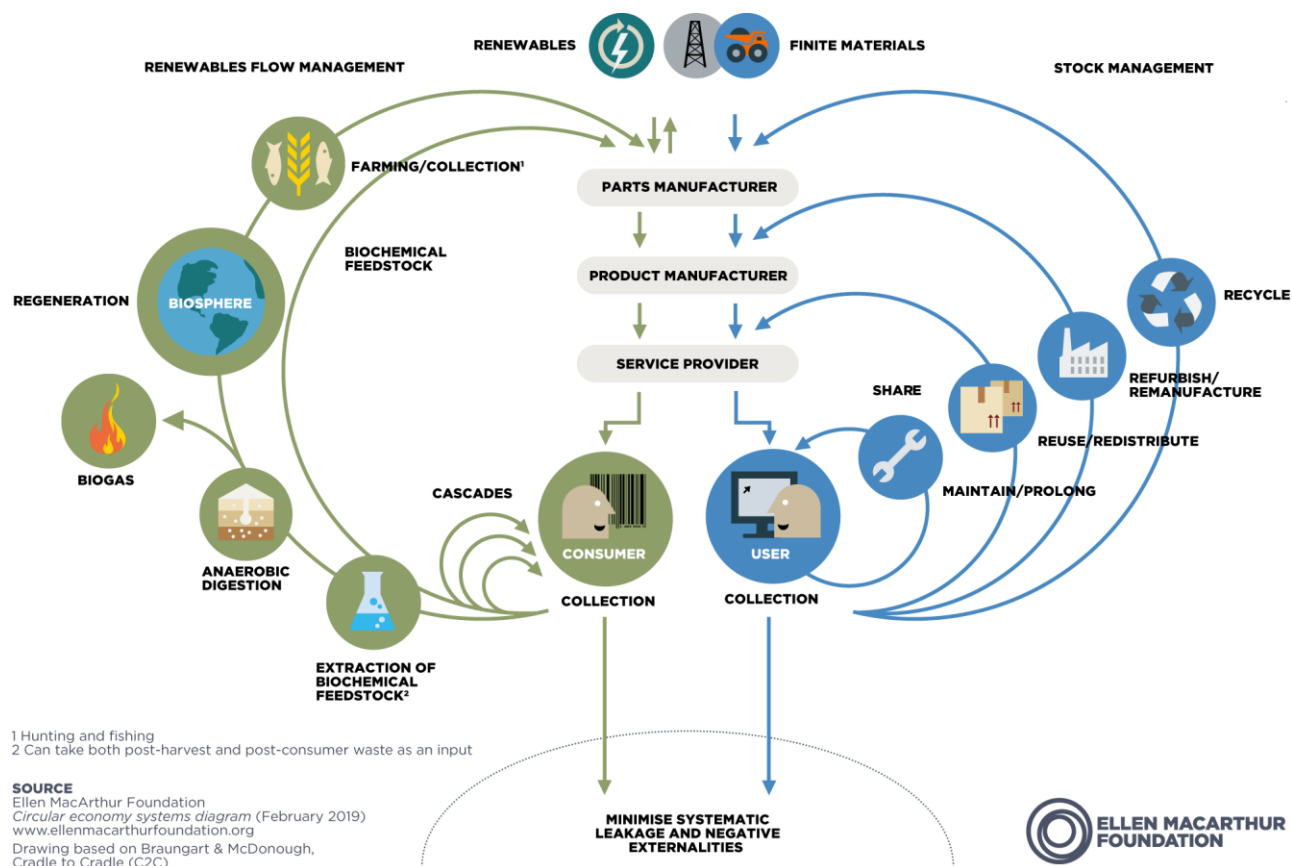 RENEWABLES
FINITE MATERIALS
RENEWABLES FLOW MANAGEMENT
STOCK MANAGEMENT
FARMING/COLLECTION¹
PARTS MANUFACTURER
BIOCHEMICAL
FEEDSTOCK
PRODUCT MANUFACTURER
REGENERATION
BIOSPHERE
RECYCLE
SERVICE PROVIDER
SHARE
REFURBISH/
REMANUFACTURE
REUSE/REDISTRIBUTE
BIOGAS
CASCADES
MAINTAIN/PROLONG
CONSUMER
USER
ANAEROBIC
DIGESTION
COLLECTION
COLLECTION
EXTRACTION OF
BIOCHEMICAL
FEEDSTOCK²
1 Hunting and fishing
2 Can take both post-harvest and post-consumer waste as an input
SOURCE
Ellen MacArthur Foundation
Circular economy systems diagram (February 2019)
www.ellenmacarthurfoundation.org
Drawing based on Braungart & McDonough,
Cradle to Cradle (C2C)
MINIMISE SYSTEMATIC
LEAKAGE AND NEGATIVE
EXTERNALITIES
ELLEN MACARTHUR
FOUNDATION